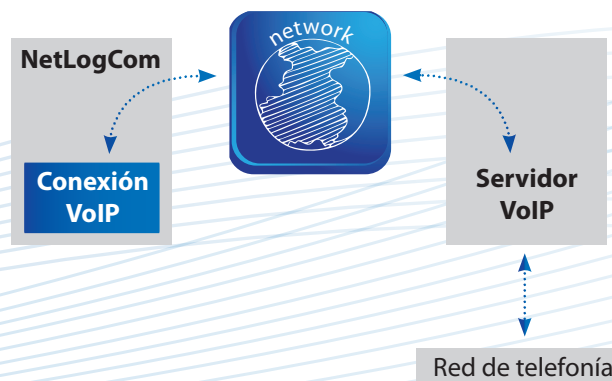 NetLogCom
network
Conexión
VoIP
Servidor
VoIP
Red de telefonía